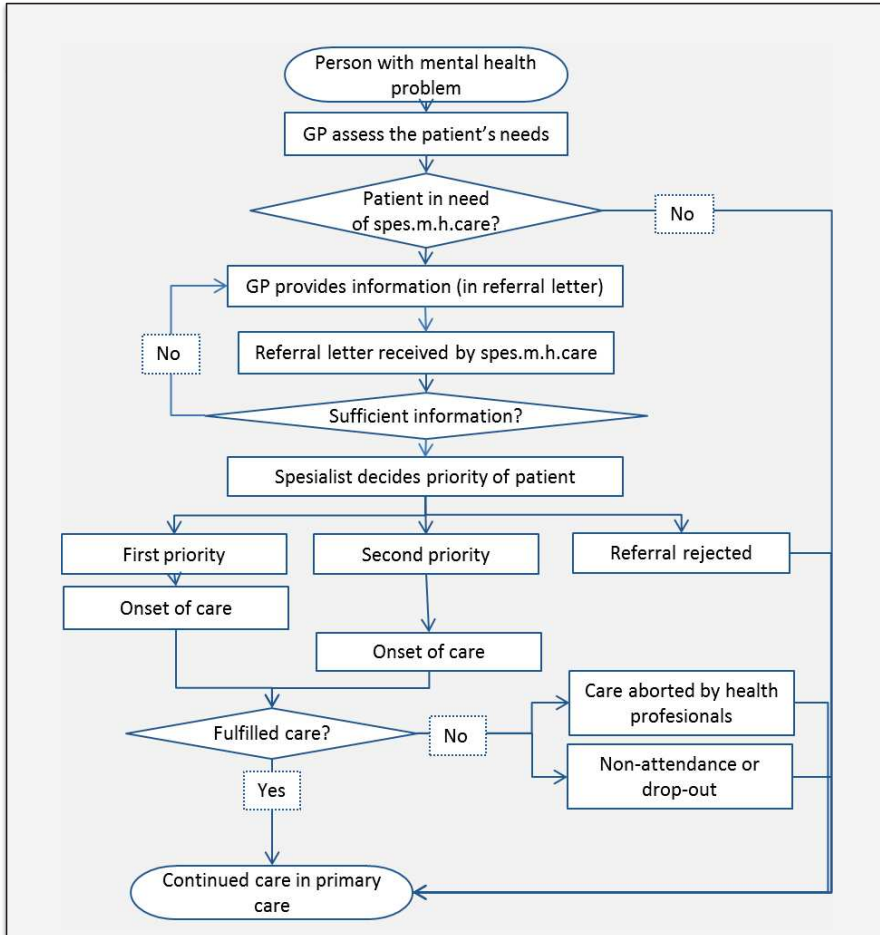 Person with mental health
problem
GP assess the patient's needs
Patient in need
of spes.m.h.care?
No
GP provides information (in referral letter)
No
Referral letter received by spes.m.h.care
Sufficient information?
Spesialist decides priority of patient
First priority
Second priority
Referral rejected
Onset of care
Onset of care
Care aborted by health
profesionals
Fulfilled care?
No
Non-attendance or
drop-out
Yes
Continued care in primary
care